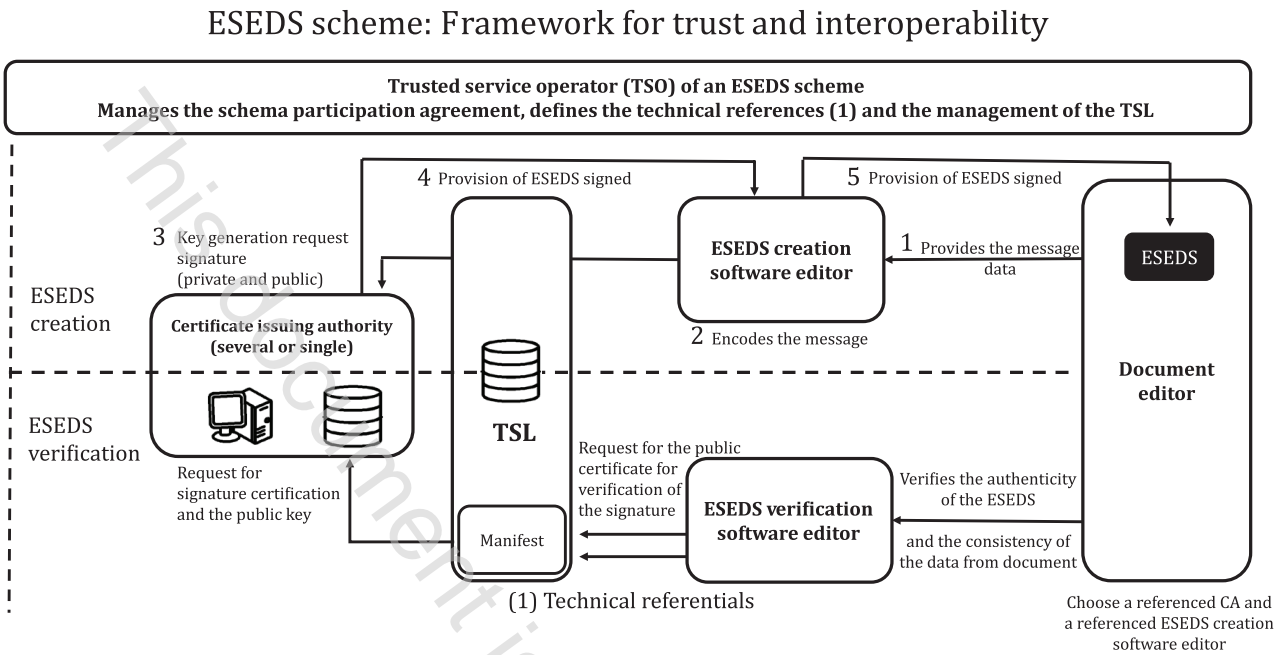 ESEDS scheme: Framework for trust and interoperability
Trusted service operator (TSO) of an ESEDS scheme
Manages the schema participation agreement, defines the technical references (1) and the management of the TSL
4 Provision of ESEDS signed
5 Provision of ESEDS signed
3 Key generation request
signature
(private and public)
ESEDS creation
software editor
1 Provides the message
data
ESEDS
ESEDS
creation
Certificate issuing authority
(several or single)
2 Encodes the message
Document
editor
ESEDS
verification
TSL
Request for
signature certification
and the public key
Request for the public
certificate for
verification of
the signature
ESEDS verification
software editor
Verifies the authenticity
of the ESEDS
and the consistency of
the data from document
Manifest
(1) Technical referentials
Choose a referenced CA and
a referenced ESEDS creation
software editor
This document is